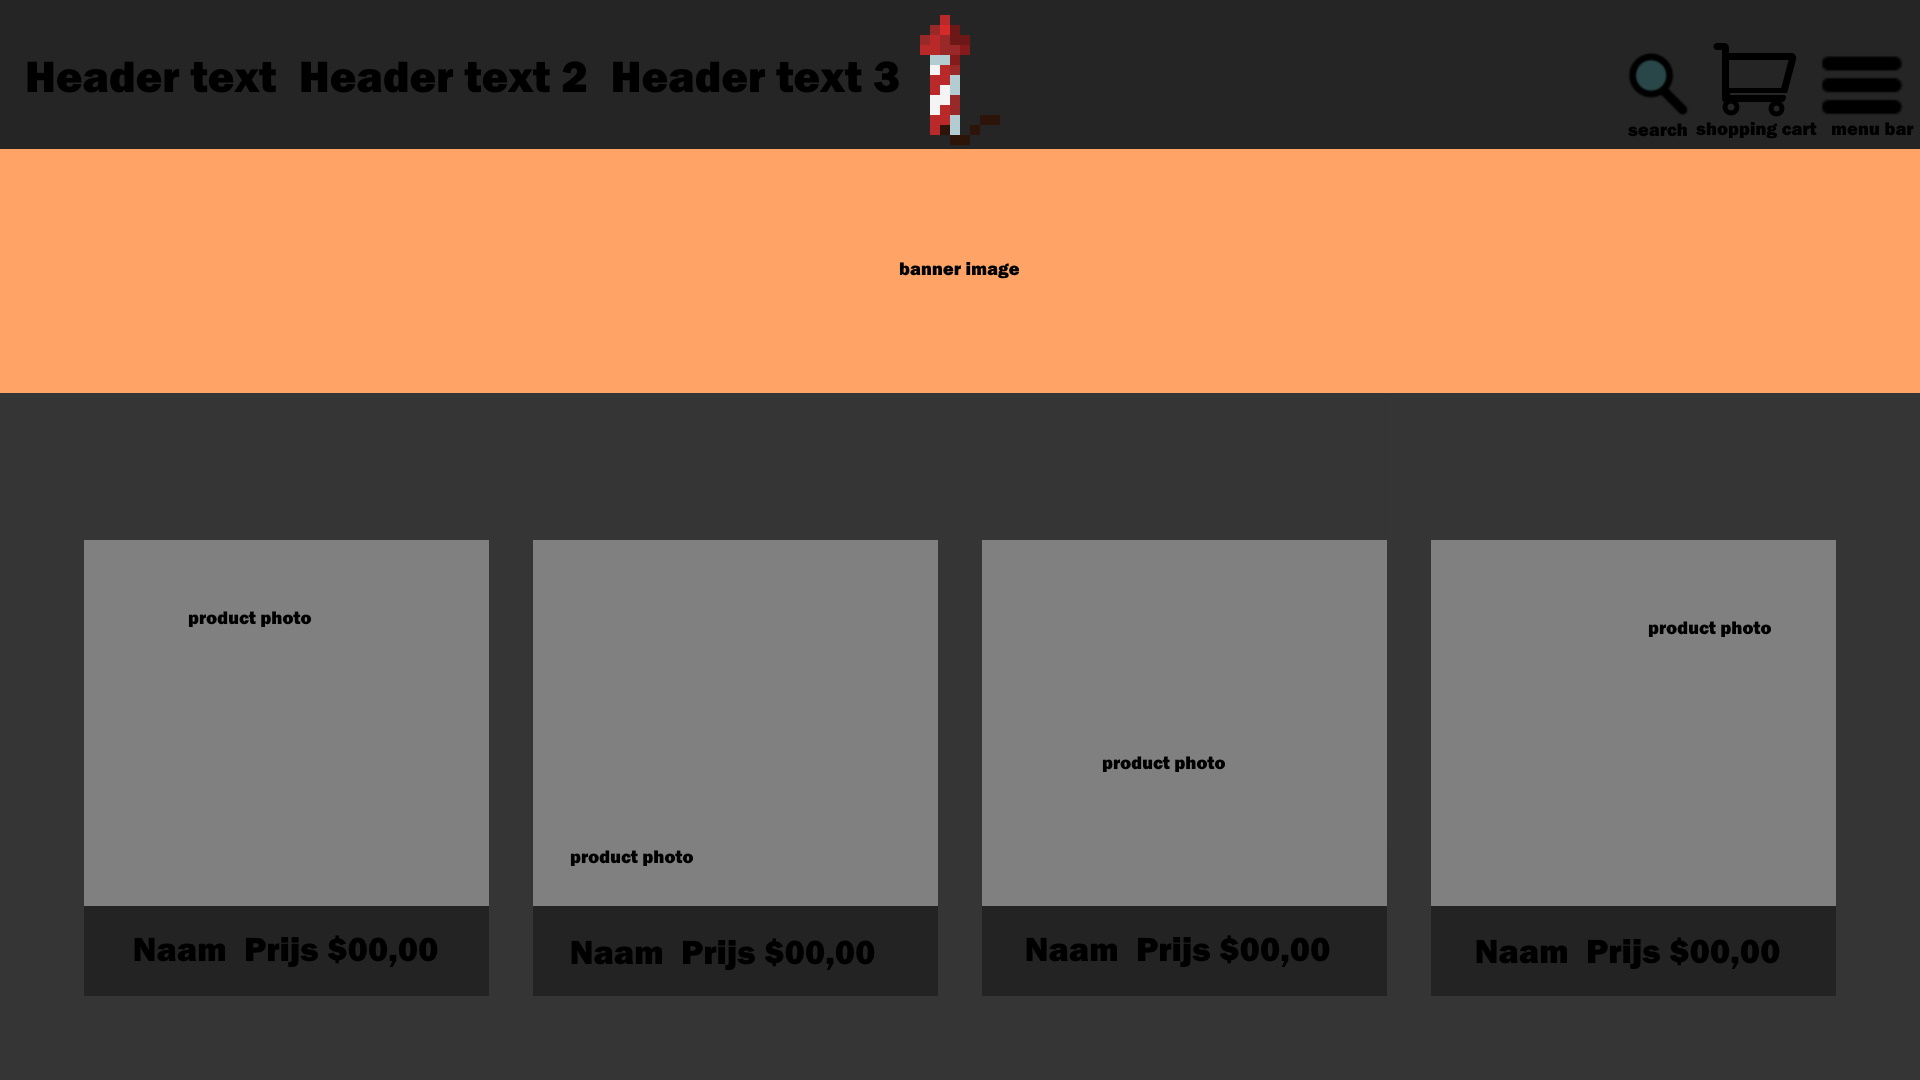 Header text Header text 2 Header text 3
search shopping cart menu bar
banner image
product photo
product photo
product photo
product photo
Naam Prijs $00,00
Naam Prijs $00,00
Naam Prijs $00,00
Naam Prijs $00,00